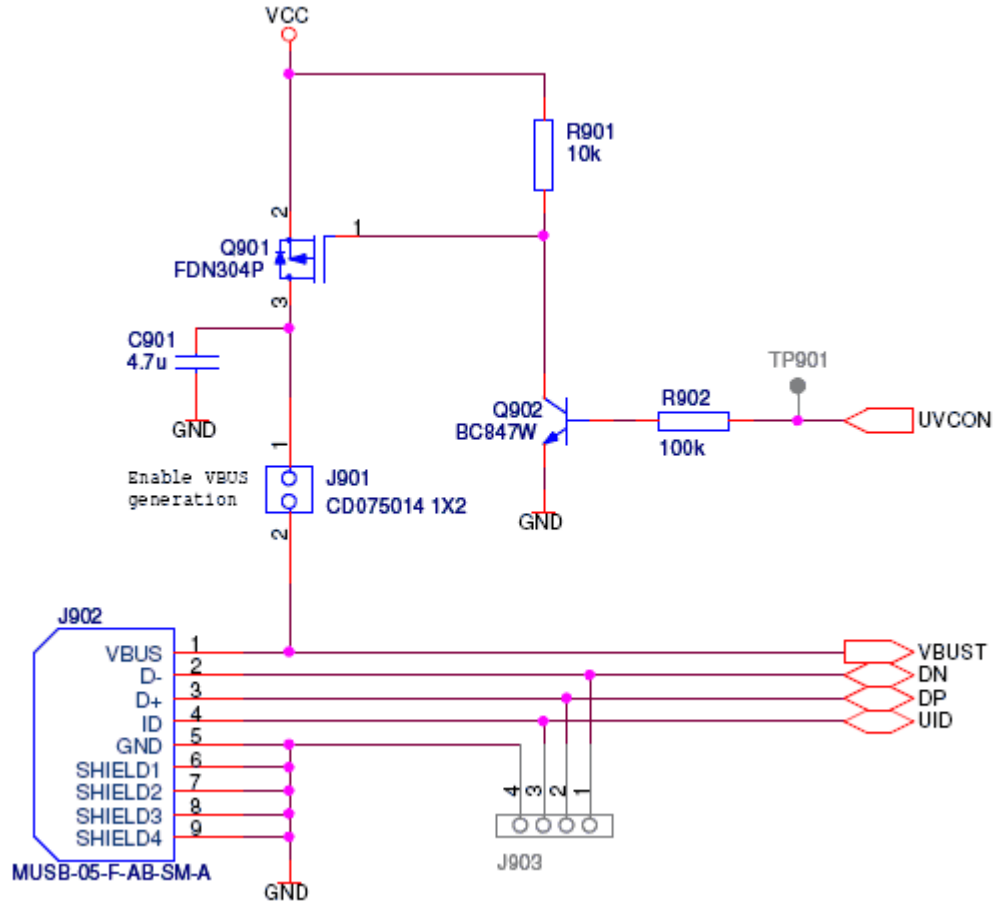 VCC
R901
10k
2
1
Q901
FDN304P
3
C901
4.7u
GND
TP901
Q902
BC847W
R902
100k
UVCON
1
Enable VBUS
generation
J901
CD075014 1X2
GND
2
J902
VBUS 1 VBUST
D- 2 DN
D+ 3 DP
ID 4 UID
GND 5
SHIELD1 6
SHIELD2 7
SHIELD3 8
SHIELD4 9
4 3 2 1
J903
MUSB-05-F-AB-SM-A
GND